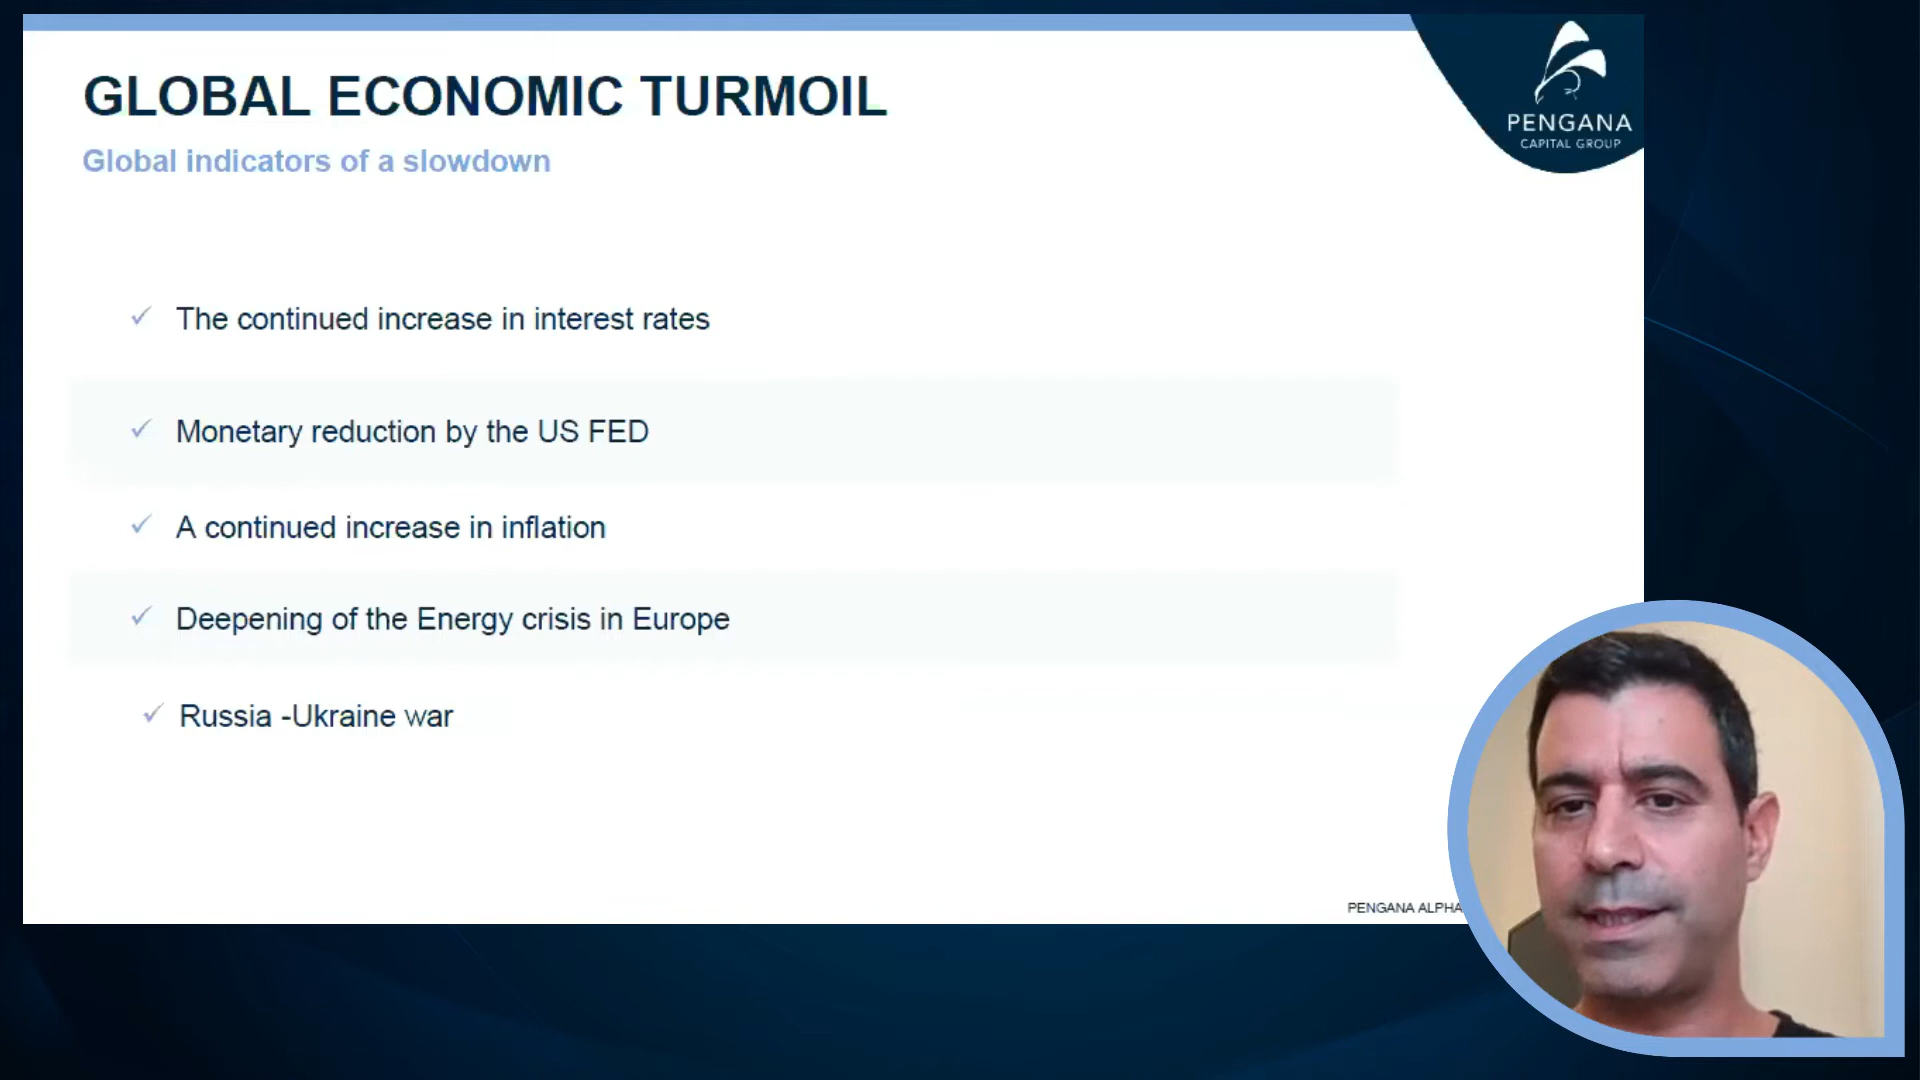 GLOBAL ECONOMIC TURMOIL
Global indicators of a slowdown
PENGANA
CAPITAL GROUP
The continued increase in interest rates
Monetary reduction by the US FED
A continued increase in inflation
Deepening of the Energy crisis in Europe
Russia -Ukraine war
PENGANA ALPHA